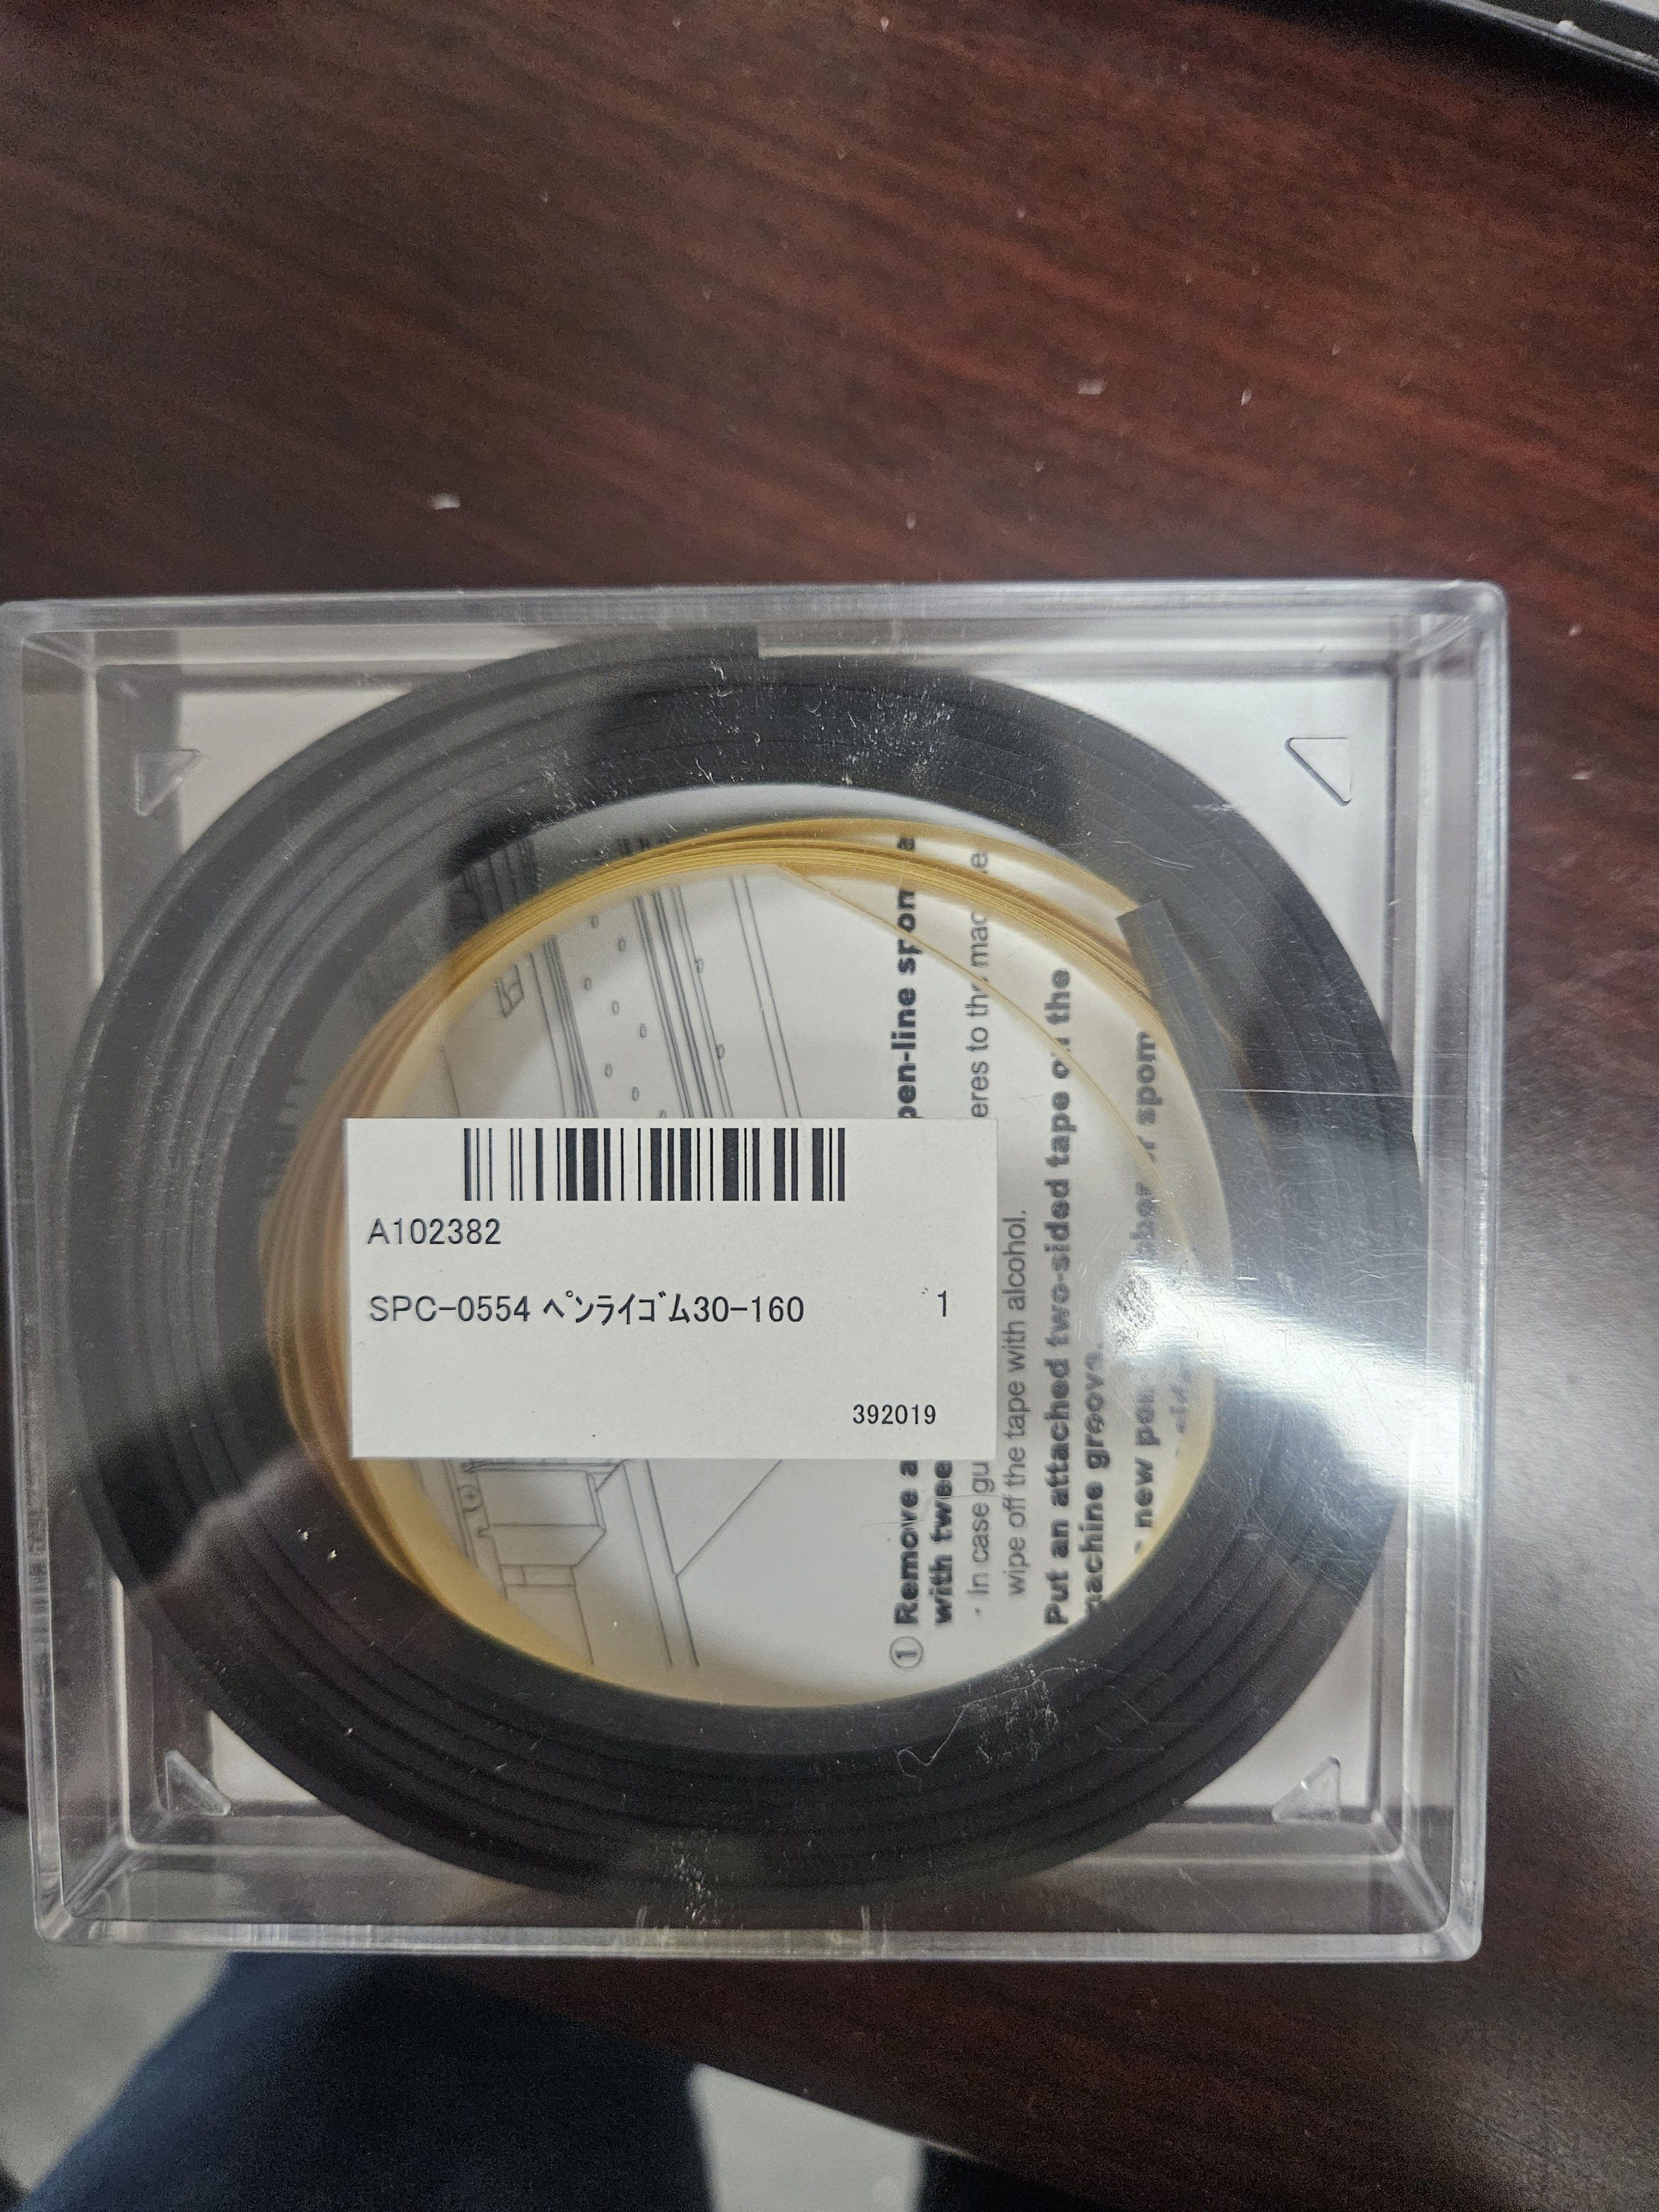 A102382
SPC-0554 ﾍﾟﾝﾗｲｺﾞﾑ30-160 1
392019
① Remove a pen-line spon a
with twee
· In case gu eres to the mac e
wipe off the tape with alcohol.
Put an attached two-sided tape on the
machine groove.
new pen